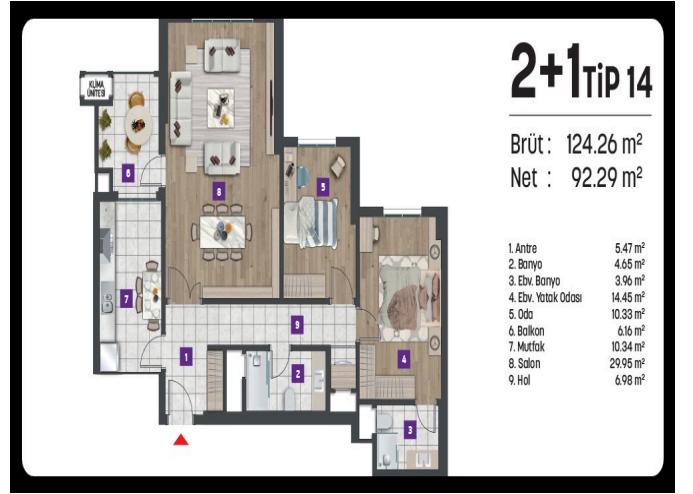 KLİMA
ÜNİTESİ
6
8
5
7
9
1
2
4
3
2+1 TİP 14
Brüt : 124.26 m²
Net : 92.29 m²
1. Antre 5.47 m²
2. Banyo 4.65 m²
3. Ebv. Banyo 3.96 m²
4. Ebv. Yatak Odası 14.45 m²
5. Oda 10.33 m²
6. Balkon 6.16 m²
7. Mutfak 10.34 m²
8. Salon 29.95 m²
9. Hol 6.98 m²